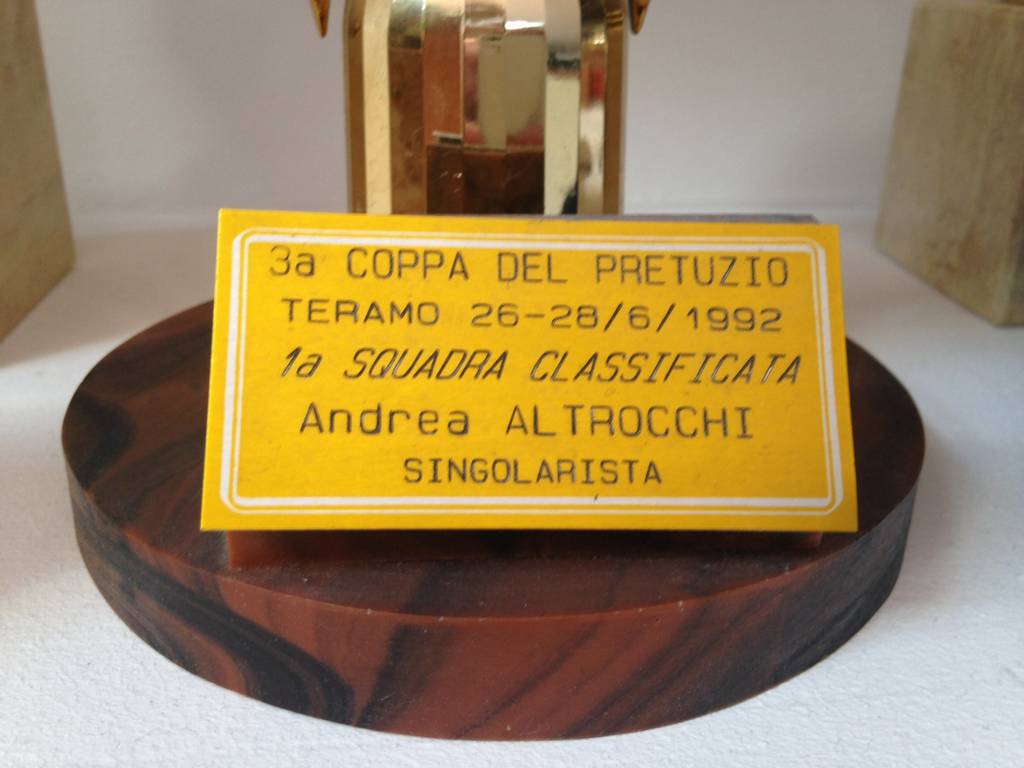 3a COPPA DEL PRETUZIO
TERAMO 26-28/6/1992
1a SQUADRA CLASSIFICATA
Andrea ALTROCCHI
SINGOLARISTA